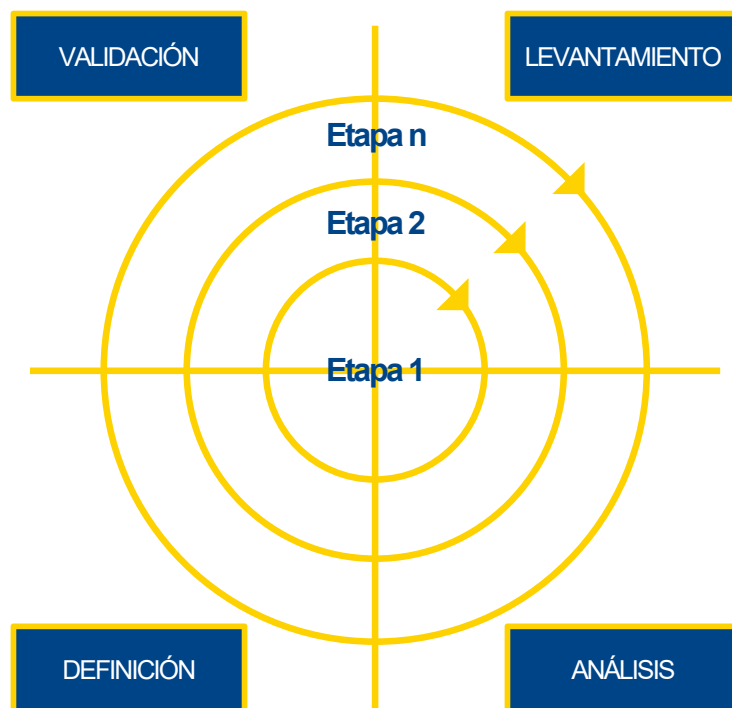 VALIDACIÓN
LEVANTAMIENTO
Etapa n
Etapa 2
Etapa 1
DEFINICIÓN
ANÁLISIS